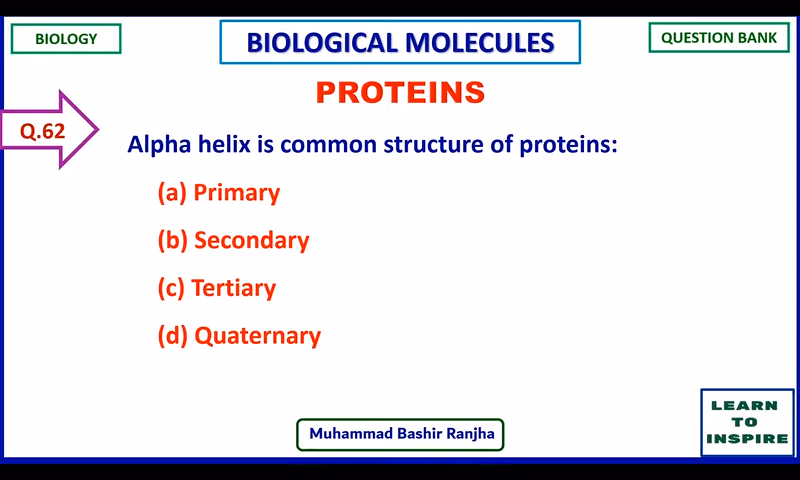 BIOLOGY
BIOLOGICAL MOLECULES
QUESTION BANK
PROTEINS
Q.62
Alpha helix is common structure of proteins:
(a) Primary
(b) Secondary
(c) Tertiary
(d) Quaternary
Muhammad Bashir Ranjha
LEARN
TO
INSPIRE